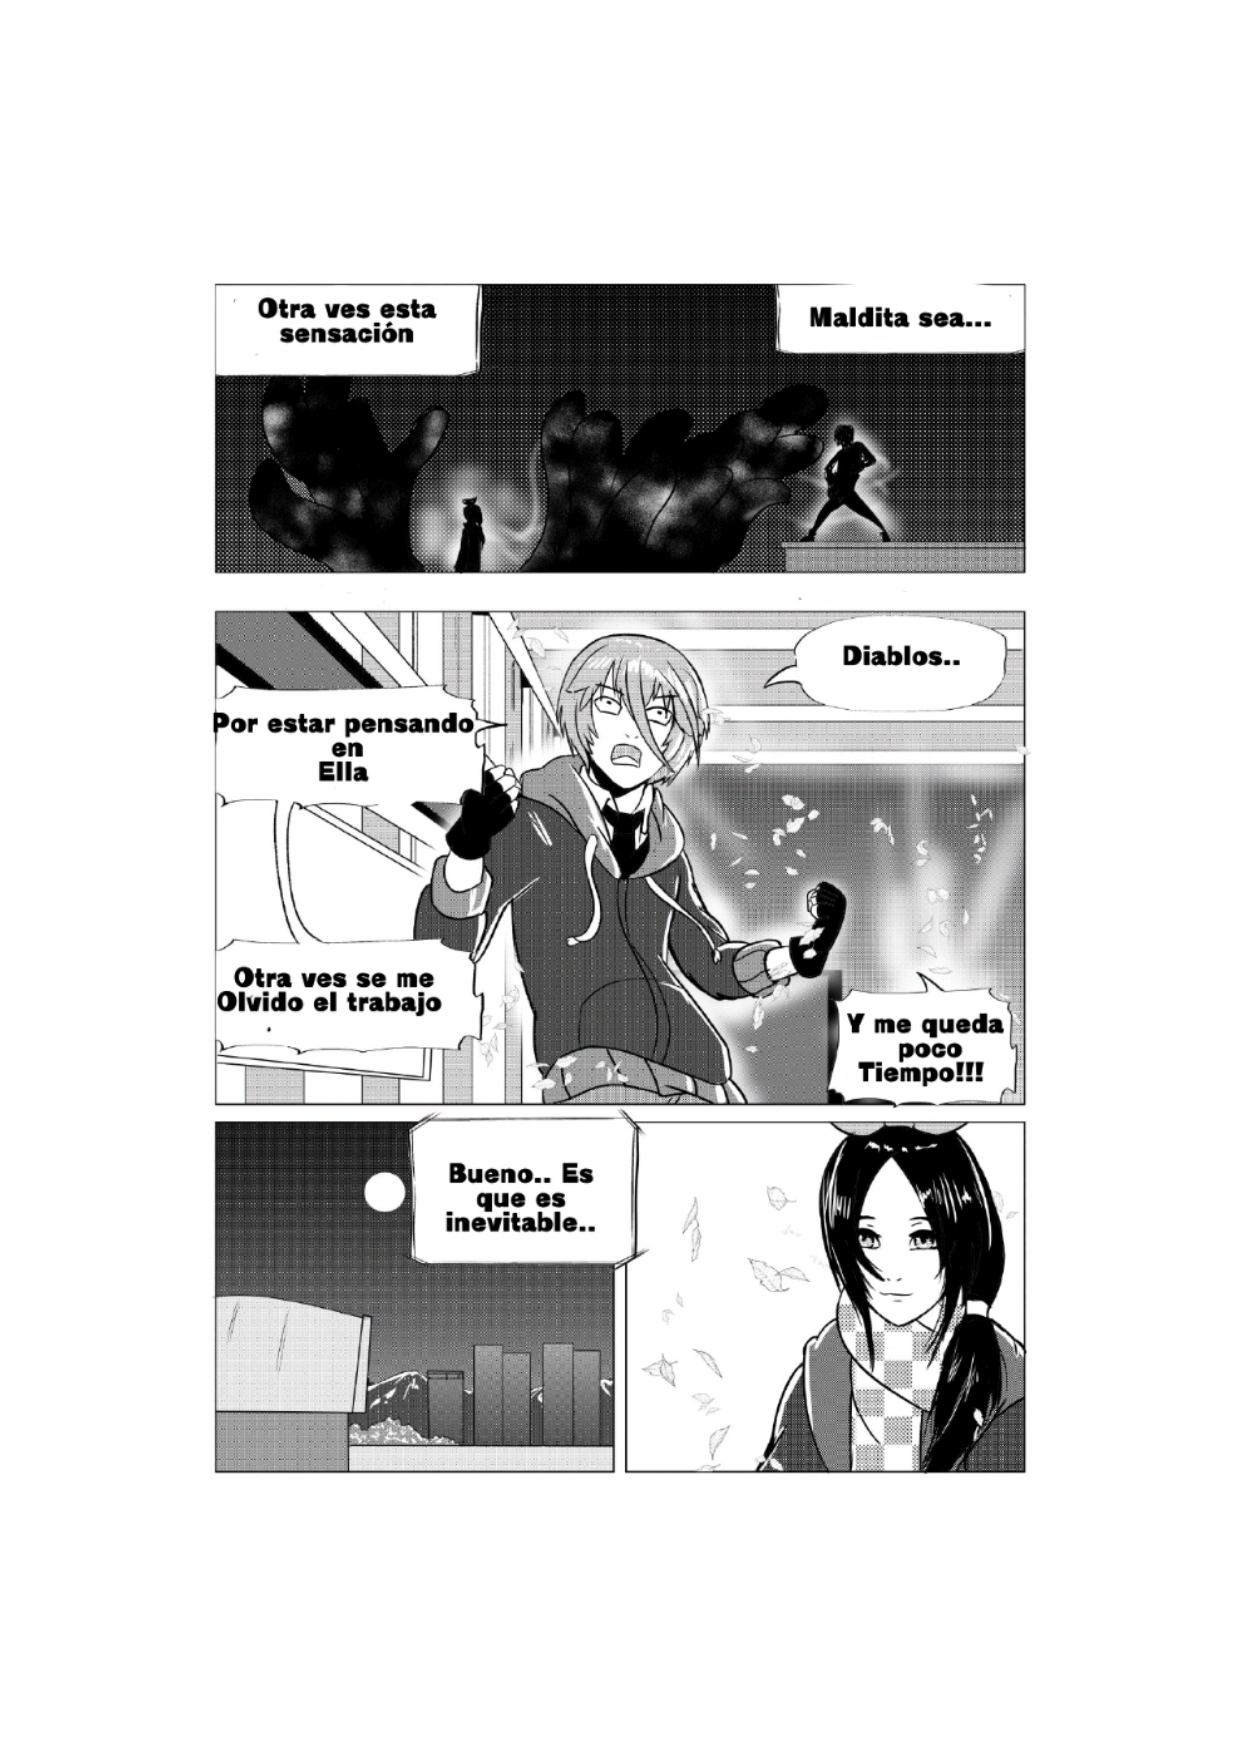 Otra ves esta
sensación
Maldita sea...
Diablos..
Por estar pensando
en
Ella
Otra ves se me
Olvido el trabajo
Y me queda
poco
Tiempo!!!
Bueno.. Es
que es
inevitable..